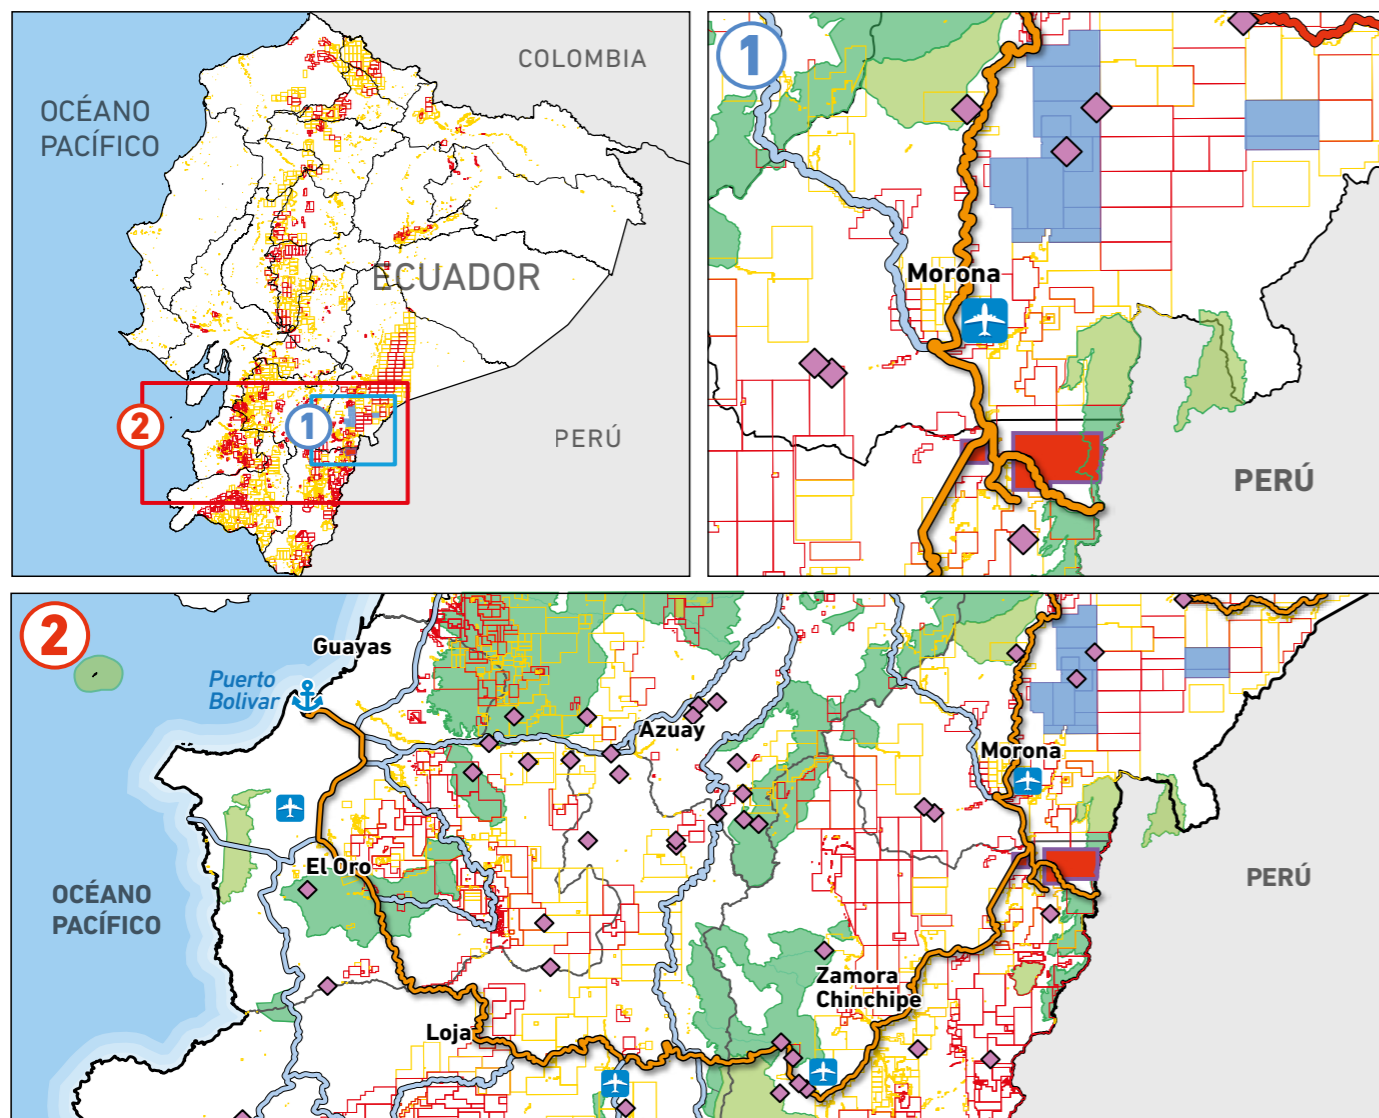 COLOMBIA
OCÉANO
PACÍFICO
ECUADOR
2
1
PERÚ
1
Morona
PERÚ
2
Guayas
Puerto
Bolivar
Azuay
Morona
El Oro
OCÉANO
PACÍFICO
PERÚ
Zamora
Chinchipe
Loja